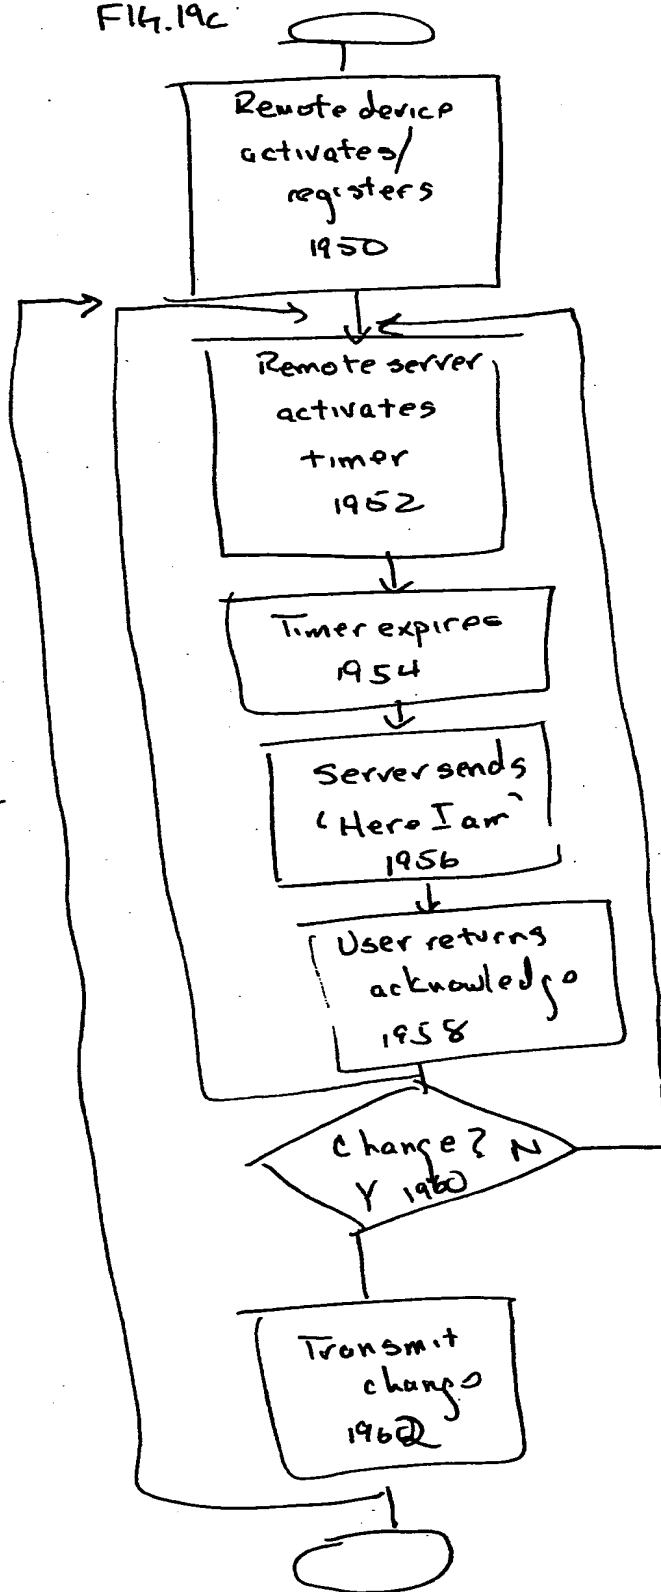 FIG.19c
Remote device
activates/
registers
1950
Remote server
activates
timer
1952
Timer expires
1954
Server sends
'Here I am'
1956
User returns
acknowledge
1958
Change? N
Y 1960
Transmit
change
1962